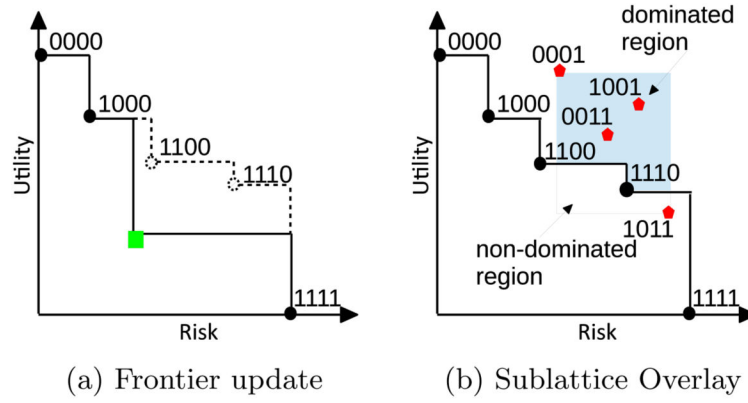 0000
1000
1100
1110
1111
Utility
Risk
(a) Frontier update
dominated
region
0000
0001
1001
1000
0011
1100
1110
1011
non-dominated
region
1111
Utility
Risk
(b) Sublattice Overlay